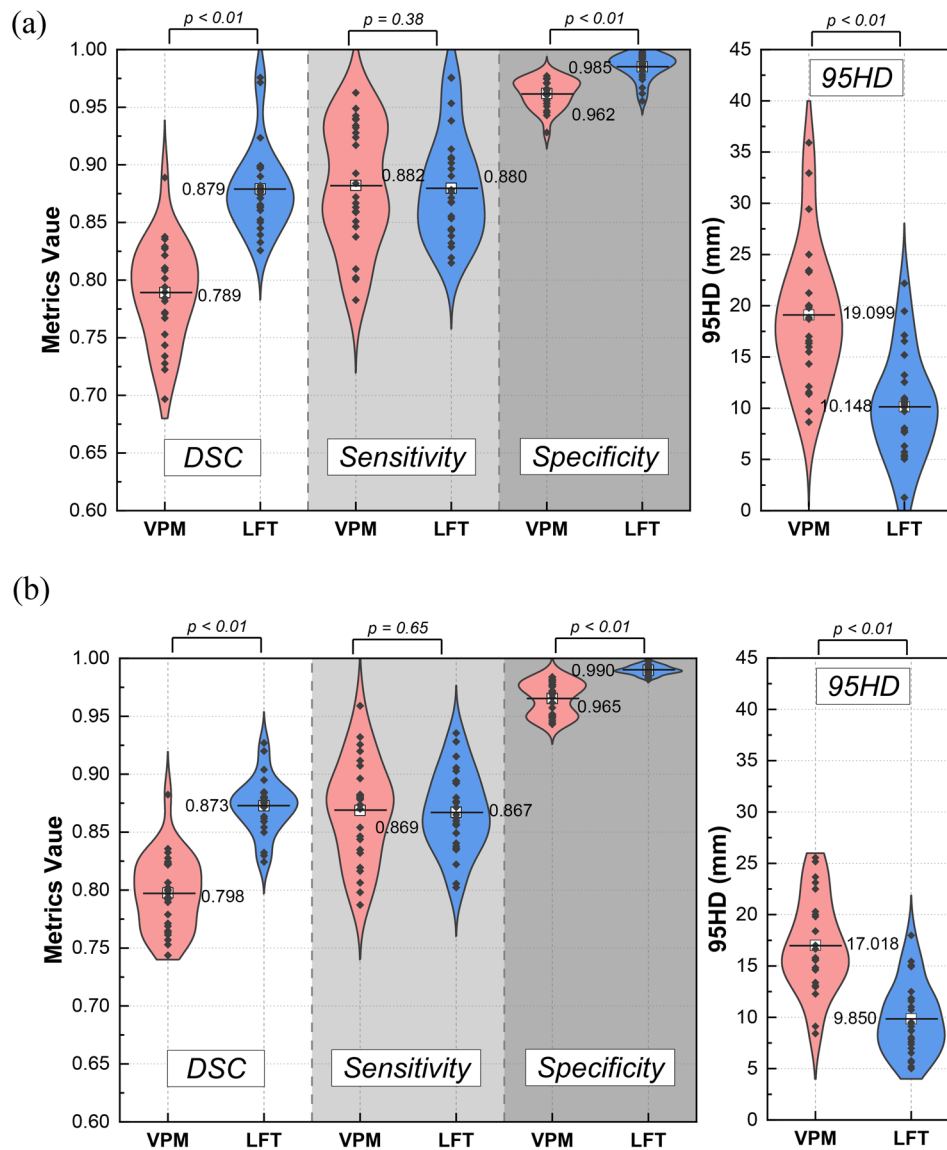 (a)
p < 0.01
p = 0.38
p < 0.01
p < 0.01
1.00
0.95
0.90
0.85
0.80
0.75
0.70
0.65
0.60
Metrics Vaue
0.879
0.789
0.882
0.880
0.985
0.962
DSC
Sensitivity
Specificity
VPM
LFT
VPM
LFT
VPM
LFT
45
40
35
30
25
20
15
10
5
0
95HD (mm)
95HD
19.099
10.148
VPM
LFT
(b)
p < 0.01
p = 0.65
p < 0.01
p < 0.01
1.00
0.95
0.90
0.85
0.80
0.75
0.70
0.65
0.60
Metrics Vaue
0.873
0.798
0.869
0.867
0.990
0.965
DSC
Sensitivity
Specificity
VPM
LFT
VPM
LFT
VPM
LFT
45
40
35
30
25
20
15
10
5
0
95HD (mm)
95HD
17.018
9.850
VPM
LFT